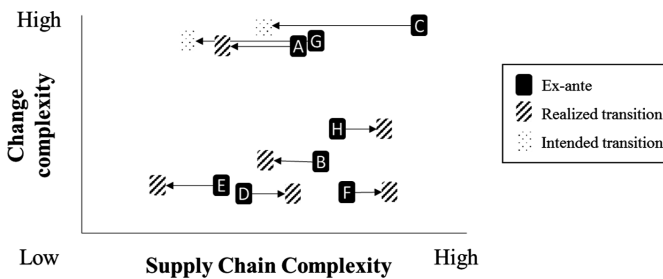 High
C
G
A
Change
complexity
H
B
E
D
F
Low
Supply Chain Complexity
High
Ex-ante
Realized transition
Intended transition